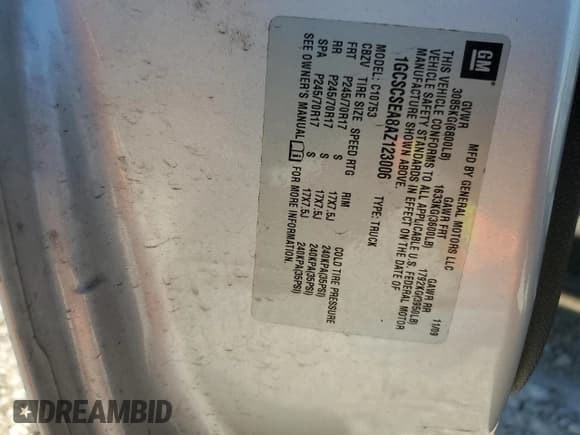 GM
MFD BY GENERAL MOTORS LLC
11/09
GVWR GAWR FRT GAWR RR
3085KG(6800LB) 1633KG(3600LB) 1792KG(3950LB)
THIS VEHICLE CONFORMS TO ALL APPLICABLE U.S. FEDERAL MOTOR
VEHICLE SAFETY STANDARDS IN EFFECT ON THE DATE OF
MANUFACTURE SHOWN ABOVE.
1GCSCSEA8AZ123006 TYPE: TRUCK
MODEL: C10753
CBZV TIRE SIZE SPEED RTG RIM COLD TIRE PRESSURE
FRT P245/70R17 S 17X7.5J 240KPA(35PSI)
RR P245/70R17 S 17X7.5J 240KPA(35PSI)
SPA P245/70R17 S 17X7.5J 240KPA(35PSI)
SEE OWNER'S MANUAL FOR MORE INFORMATION.
DREAMBID